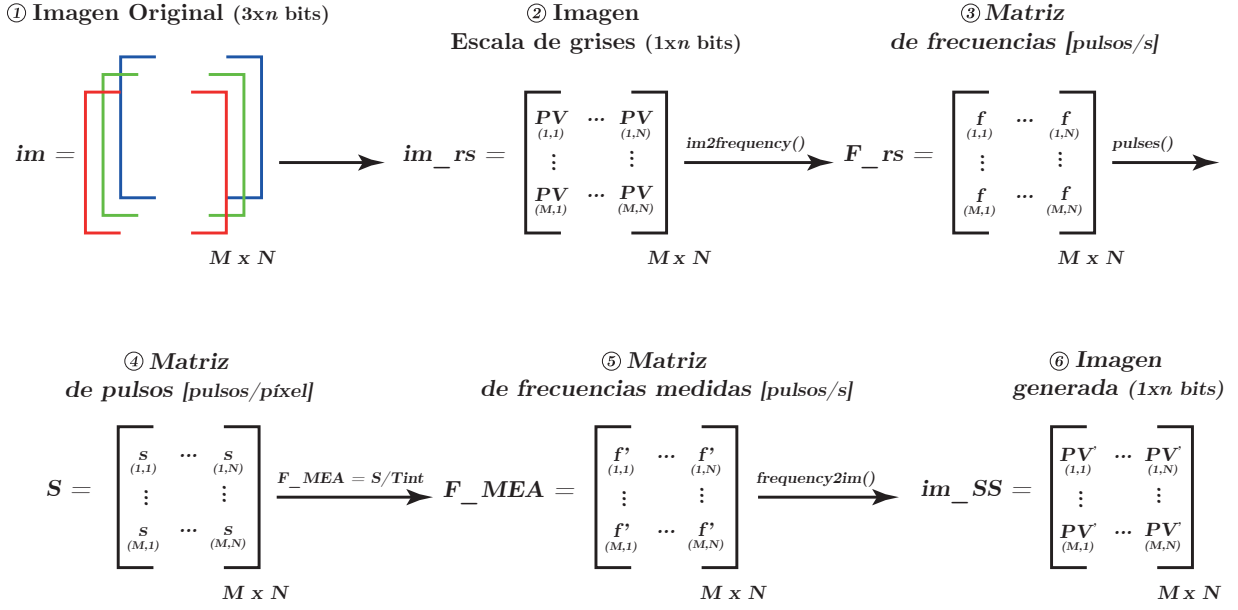 ① Imagen Original (3xn bits)
② Imagen
Escala de grises (1xn bits)
③ Matriz
de frecuencias [pulsos/s]
im =
M x N
im_rs =
PV ... PV
(1,1) (1,N)
⋮ ⋮
PV ... PV
(M,1) (M,N)
M x N
im2frequency()
F_rs =
f ... f
(1,1) (1,N)
⋮ ⋮
f ... f
(M,1) (M,N)
M x N
pulses()
④ Matriz
de pulsos [pulsos/píxel]
⑤ Matriz
de frecuencias medidas [pulsos/s]
⑥ Imagen
generada (1xn bits)
S =
s ... s
(1,1) (1,N)
⋮ ⋮
s ... s
(M,1) (M,N)
M x N
F_MEA = S/Tint
F_MEA =
f' ... f'
(1,1) (1,N)
⋮ ⋮
f' ... f'
(M,1) (M,N)
M x N
frequency2im()
im_SS =
PV' ... PV'
(1,1) (1,N)
⋮ ⋮
PV' ... PV'
(M,1) (M,N)
M x N